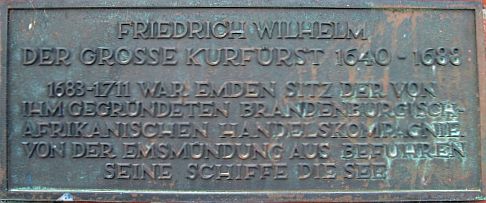 FRIEDRICH WILHELM
DER GROSSE KURFÜRST 1640 - 1688
1683-1711 WAR EMDEN SITZ DER VON
IHM GEGRÜNDETEN BRANDENBURGISCH-
AFRIKANISCHEN HANDELSKOMPAGNIE.
VON DER EMSMÜNDUNG AUS BEFUHREN
SEINE SCHIFFE DIE SEE